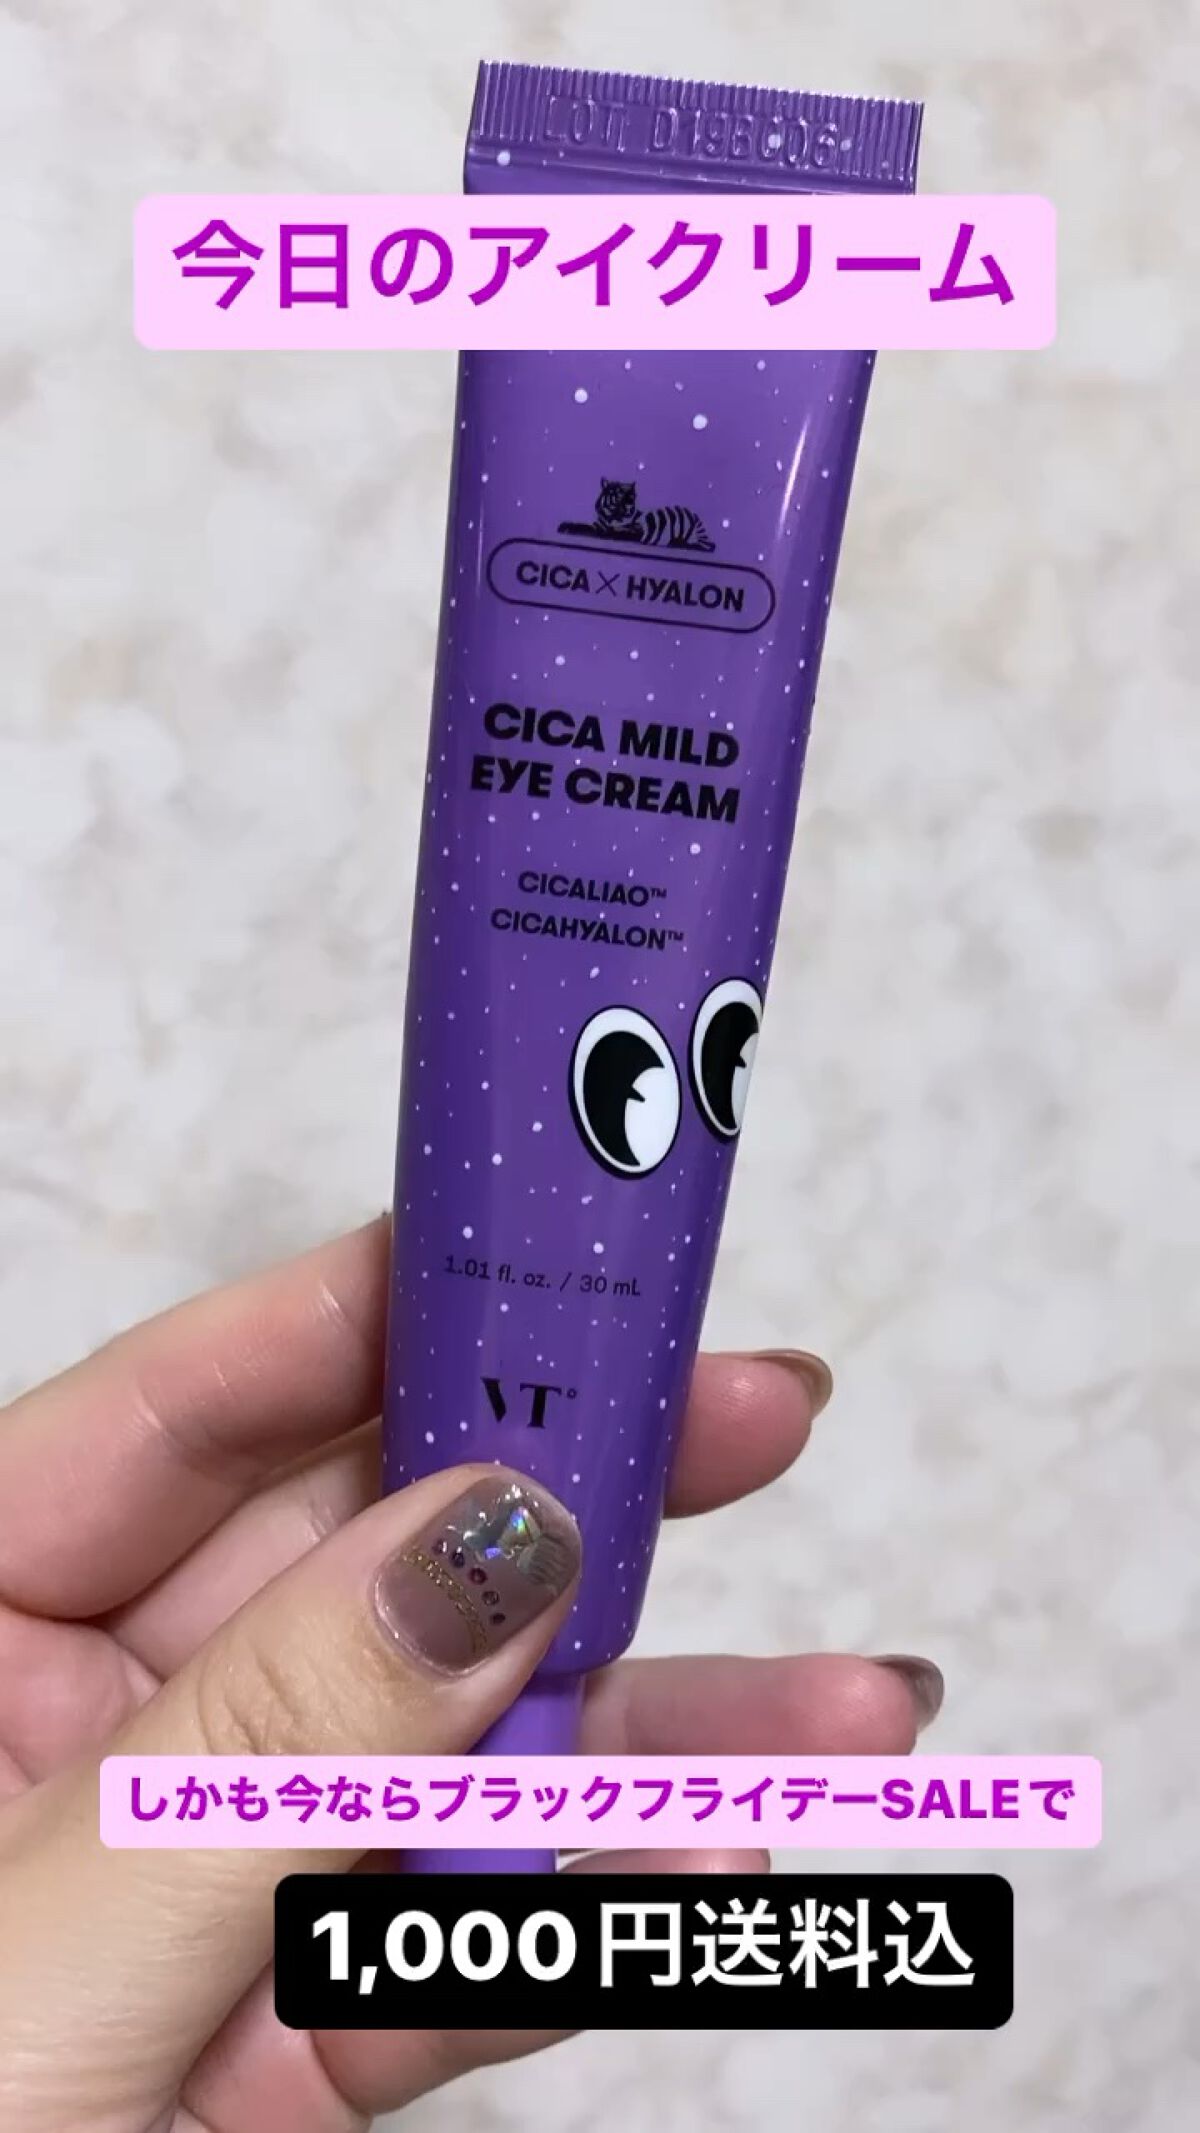 LOT D19BC06
今日のアイクリーム
CICA×HYALON
CICA MILD
EYE CREAM
CICALIAO™
CICAHYALON™
1.01 fl. oz. / 30 mL
VT°
しかも今ならブラックフライデーSALEで
1,000円送料込